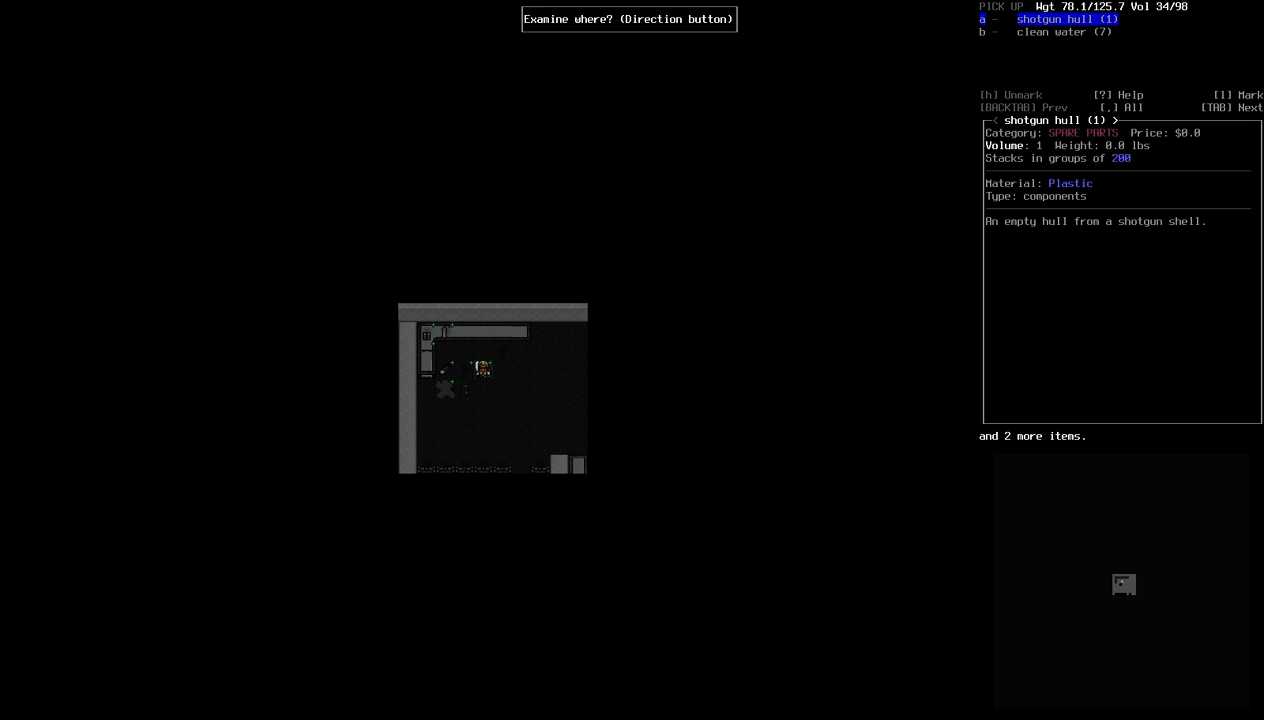 Examine where? (Direction button)
PICK UP  Wgt 78.1/125.7 Vol 34/98
a -   shotgun hull (1)
b -   clean water (7)
[h] Unmark        [?] Help           [l] Mark
[BACKTAB] Prev    [,] All         [TAB] Next
< shotgun hull (1) >
Category: SPARE PARTS  Price: $0.0
Volume: 1  Weight: 0.0 lbs
Stacks in groups of 200
Material: Plastic
Type: components
An empty hull from a shotgun shell.
and 2 more items.